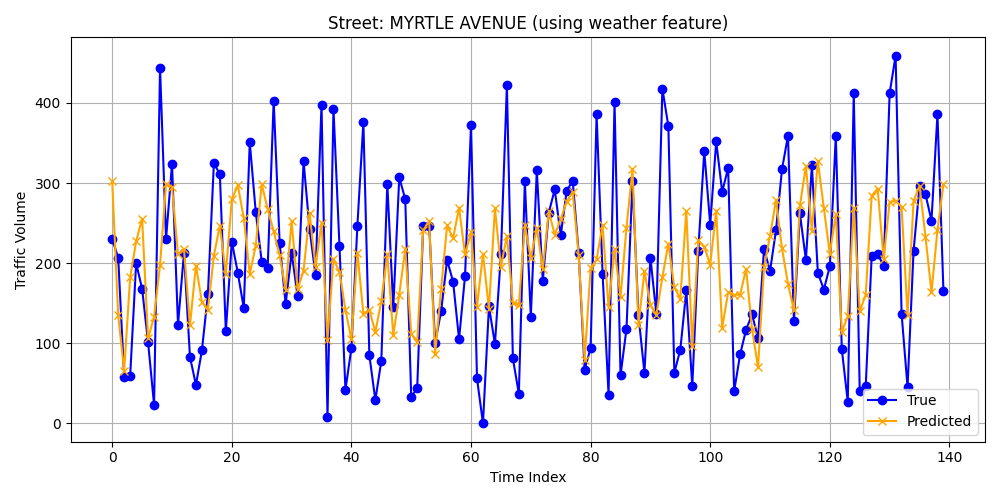 Street: MYRTLE AVENUE (using weather feature)
Traffic Volume
400
300
200
100
0
True
Predicted
0 20 40 60 80 100 120 140
Time Index